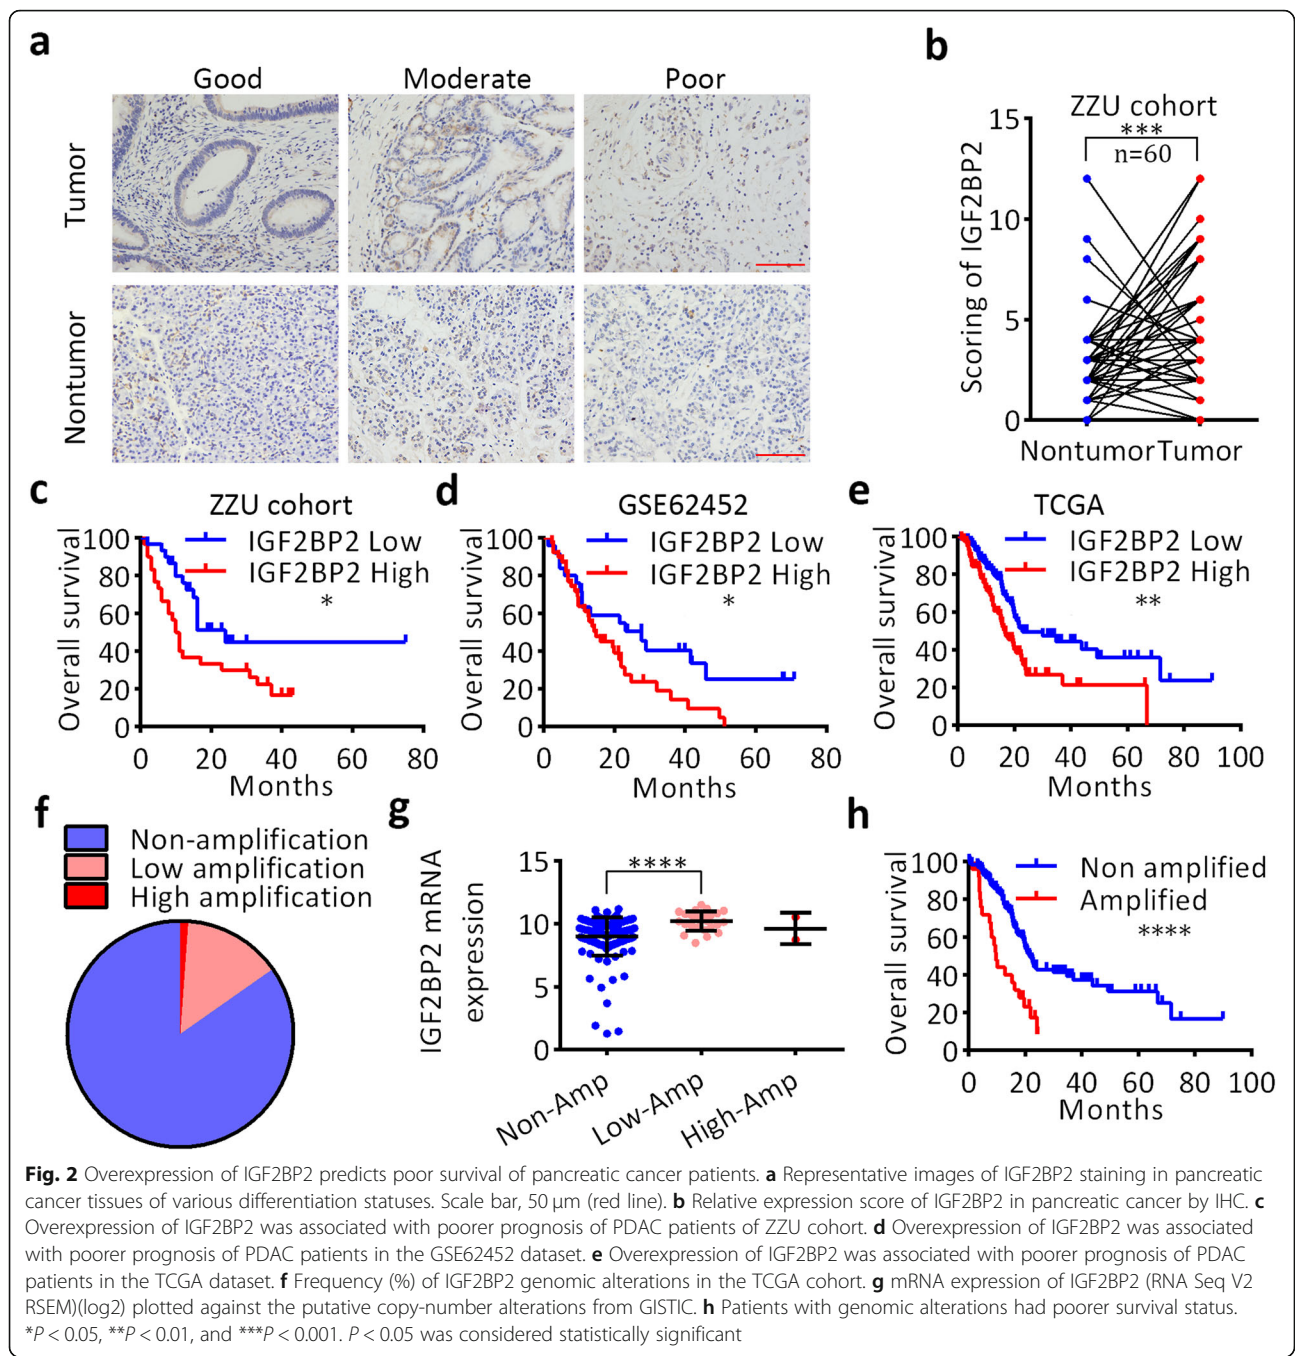 a
Good Moderate Poor
Tumor
Nontumor
b
ZZU cohort
***
n=60
Scoring of IGF2BP2
15
10
5
0
Nontumor Tumor
c
ZZU cohort
IGF2BP2 Low
IGF2BP2 High
*
Overall survival
100
80
60
40
20
0
0 20 40 60 80
Months
d
GSE62452
IGF2BP2 Low
IGF2BP2 High
*
Overall survival
100
80
60
40
20
0
0 20 40 60 80
Months
e
TCGA
IGF2BP2 Low
IGF2BP2 High
**
Overall survival
100
80
60
40
20
0
0 20 40 60 80 100
Months
f
Non-amplification
Low amplification
High amplification
g
IGF2BP2 mRNA
expression
15
10
5
0
****
Non-Amp
Low-Amp
High-Amp
h
Non amplified
Amplified
****
Overall survival
100
80
60
40
20
0
0 20 40 60 80 100
Months
Fig. 2 Overexpression of IGF2BP2 predicts poor survival of pancreatic cancer patients. a Representative images of IGF2BP2 staining in pancreatic
cancer tissues of various differentiation statuses. Scale bar, 50 μm (red line). b Relative expression score of IGF2BP2 in pancreatic cancer by IHC. c
Overexpression of IGF2BP2 was associated with poorer prognosis of PDAC patients of ZZU cohort. d Overexpression of IGF2BP2 was associated
with poorer prognosis of PDAC patients in the GSE62452 dataset. e Overexpression of IGF2BP2 was associated with poorer prognosis of PDAC
patients in the TCGA dataset. f Frequency (%) of IGF2BP2 genomic alterations in the TCGA cohort. g mRNA expression of IGF2BP2 (RNA Seq V2
RSEM)(log2) plotted against the putative copy-number alterations from GISTIC. h Patients with genomic alterations had poorer survival status.
*P < 0.05, **P < 0.01, and ***P < 0.001. P < 0.05 was considered statistically significant